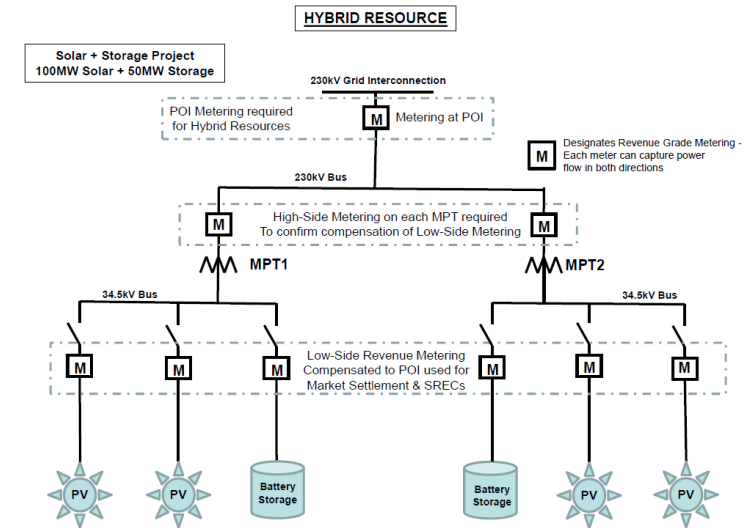 HYBRID RESOURCE
Solar + Storage Project
100MW Solar + 50MW Storage
230kV Grid Interconnection
POI Metering required
for Hybrid Resources
M
Metering at POI
M
Designates Revenue Grade Metering -
Each meter can capture power
flow in both directions
230kV Bus
M
High-Side Metering on each MPT required
To confirm compensation of Low-Side Metering
M
MPT1
MPT2
34.5kV Bus
34.5kV Bus
M
M
M
Low-Side Revenue Metering
Compensated to POI used for
Market Settlement & SRECs
M
M
M
PV
PV
Battery
Storage
Battery
Storage
PV
PV